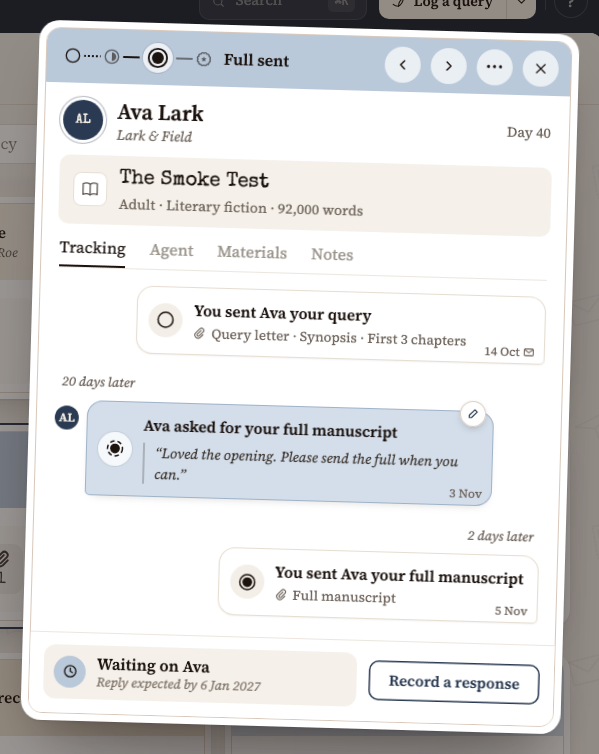 Search ⌘K Log a query ?
Full sent
AL
Ava Lark
Lark & Field
Day 40
The Smoke Test
Adult · Literary fiction · 92,000 words
Tracking Agent Materials Notes
You sent Ava your query
Query letter · Synopsis · First 3 chapters
14 Oct
20 days later
AL
Ava asked for your full manuscript
“Loved the opening. Please send the full when you
can.”
3 Nov
2 days later
You sent Ava your full manuscript
Full manuscript
5 Nov
Waiting on Ava
Reply expected by 6 Jan 2027
Record a response
Roe